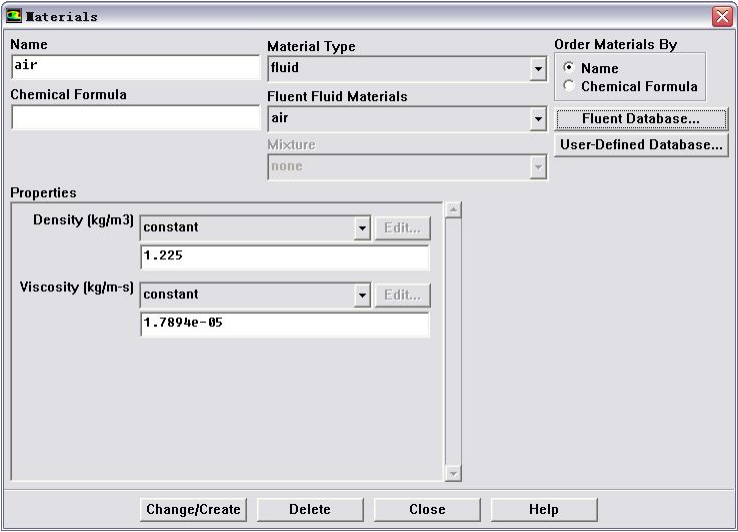 Materials
Name
air
Chemical Formula
Material Type
fluid
Fluent Fluid Materials
air
Mixture
none
Order Materials By
Name
Chemical Formula
Fluent Database...
User-Defined Database...
Properties
Density (kg/m3)
constant
Edit...
1.225
Viscosity (kg/m-s)
constant
Edit...
1.7894e-05
Change/Create
Delete
Close
Help